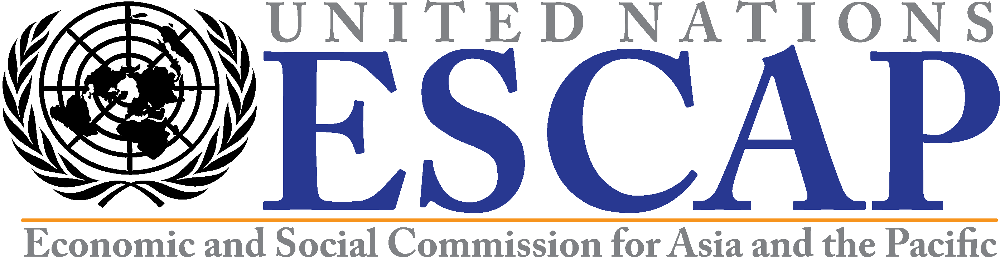 UNITED NATIONS
ESCAP
Economic and Social Commission for Asia and the Pacific